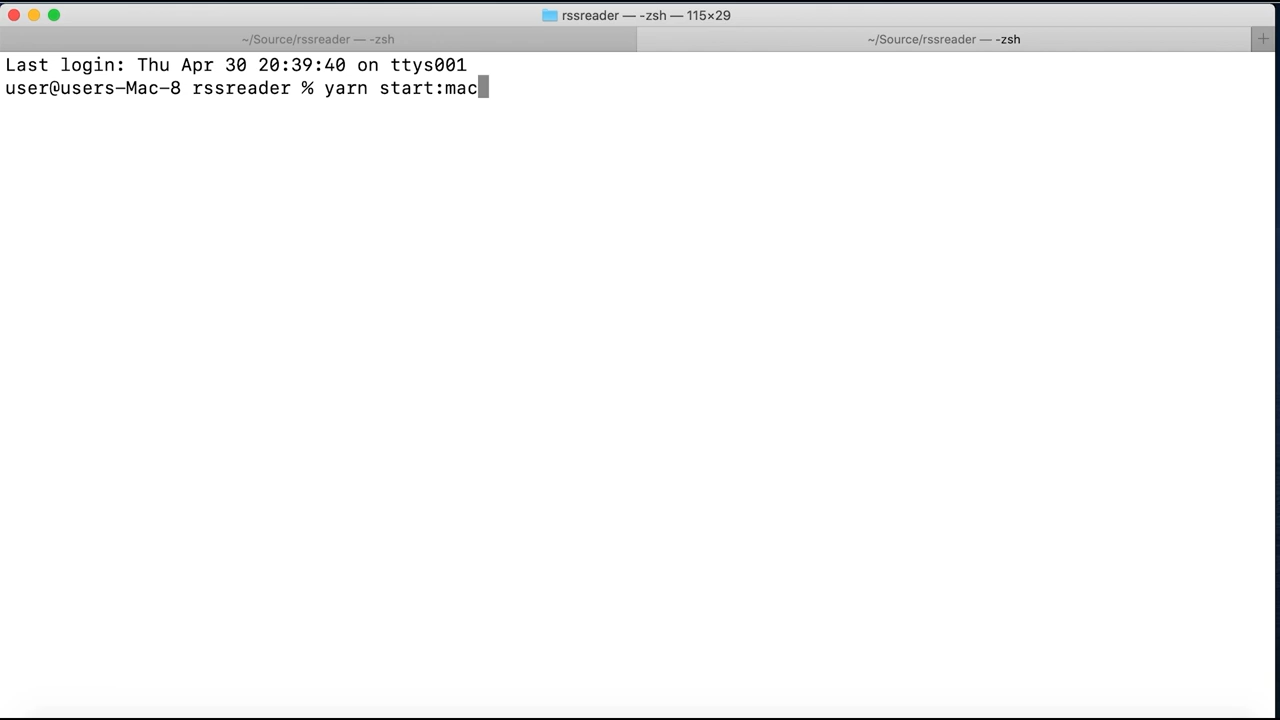 rssreader — -zsh — 115×29
~/Source/rssreader — -zsh
~/Source/rssreader — -zsh
Last login: Thu Apr 30 20:39:40 on ttys001
user@users-Mac-8 rssreader % yarn start:mac